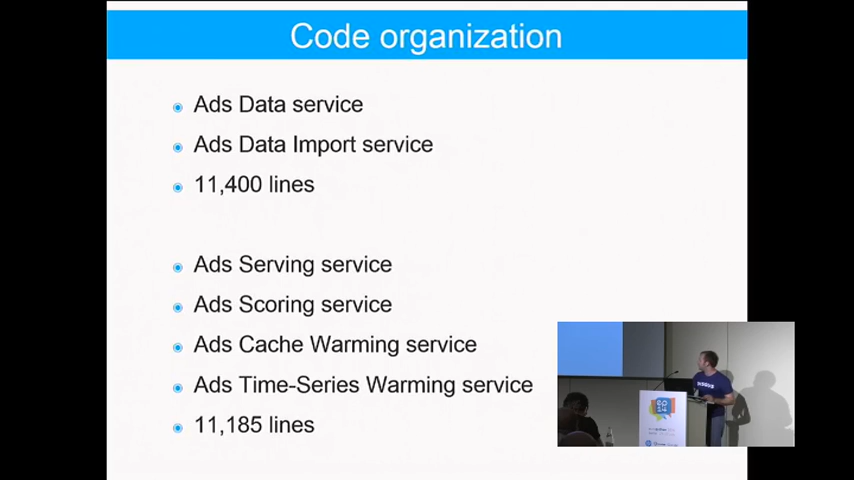 Code organization
Ads Data service
Ads Data Import service
11,400 lines
Ads Serving service
Ads Scoring service
Ads Cache Warming service
Ads Time-Series Warming service
11,185 lines
DISQUS